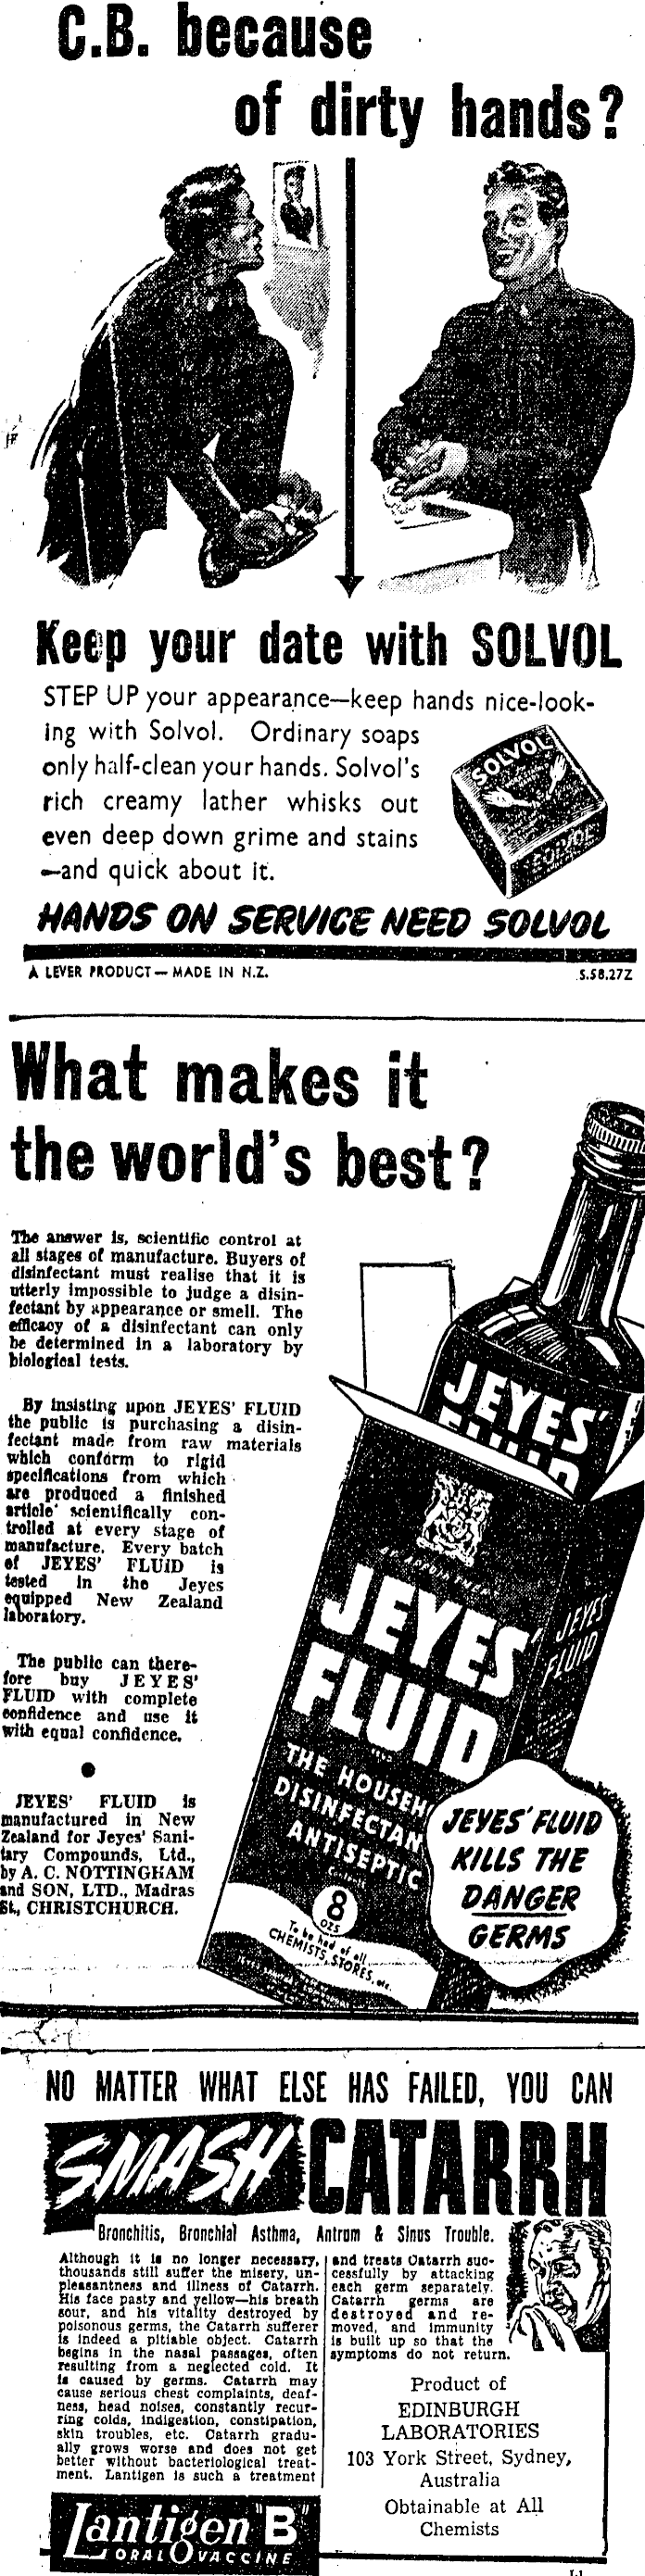 C.B. because
of dirty hands?
Keep your date with SOLVOL
STEP UP your appearance—keep hands nice-look-
ing with Solvol. Ordinary soaps
only half-clean your hands. Solvol's
rich creamy lather whisks out
even deep down grime and stains
—and quick about it.
SOLVOL
SOLVOL
HANDS ON SERVICE NEED SOLVOL
A LEVER PRODUCT — MADE IN N.Z.
S.58.27Z
What makes it
the world's best?
The answer is, scientific control at
all stages of manufacture. Buyers of
disinfectant must realise that it is
utterly impossible to judge a disin-
fectant by appearance or smell. The
efficacy of a disinfectant can only
be determined in a laboratory by
biological tests.
By insisting upon JEYES' FLUID
the public is purchasing a disin-
fectant made from raw materials
which conform to rigid
specifications from which
are produced a finished
article scientifically con-
trolled at every stage of
manufacture. Every batch
of JEYES' FLUID is
tested in the Jeyes
equipped New Zealand
laboratory.
The public can there-
fore buy JEYES'
FLUID with complete
confidence and use it
with equal confidence.
JEYES' FLUID is
manufactured in New
Zealand for Jeyes' Sani-
tary Compounds, Ltd.,
by A. C. NOTTINGHAM
and SON, LTD., Madras
St., CHRISTCHURCH.
JEYES'
FLUID
JEYES'
FLUID
JEYES
FLUID
THE HOUSEH
DISINFECTAN
ANTISEPTIC
8
OZS
To be had of all
CHEMISTS, STORES, etc.
JEYES' FLUID
KILLS THE
DANGER
GERMS
NO MATTER WHAT ELSE HAS FAILED, YOU CAN
SMASH CATARRH
Bronchitis, Bronchial Asthma, Antrum & Sinus Trouble.
Although it is no longer necessary,
thousands still suffer the misery, un-
pleasantness and illness of Catarrh.
His face pasty and yellow—his breath
sour, and his vitality destroyed by
poisonous germs, the Catarrh sufferer
is indeed a pitiable object. Catarrh
begins in the nasal passages, often
resulting from a neglected cold. It
is caused by germs. Catarrh may
cause serious chest complaints, deaf-
ness, head noises, constantly recur-
ring colds, indigestion, constipation,
skin troubles, etc. Catarrh gradu-
ally grows worse and does not get
better without bacteriological treat-
ment. Lantigen is such a treatment
and treats Catarrh suc-
cessfully by attacking
each germ separately.
Catarrh germs are
destroyed and re-
moved, and immunity
is built up so that the
symptoms do not return.
Product of
EDINBURGH
LABORATORIES
103 York Street, Sydney,
Australia
Obtainable at All
Chemists
Lantigen "B"
ORAL VACCINE